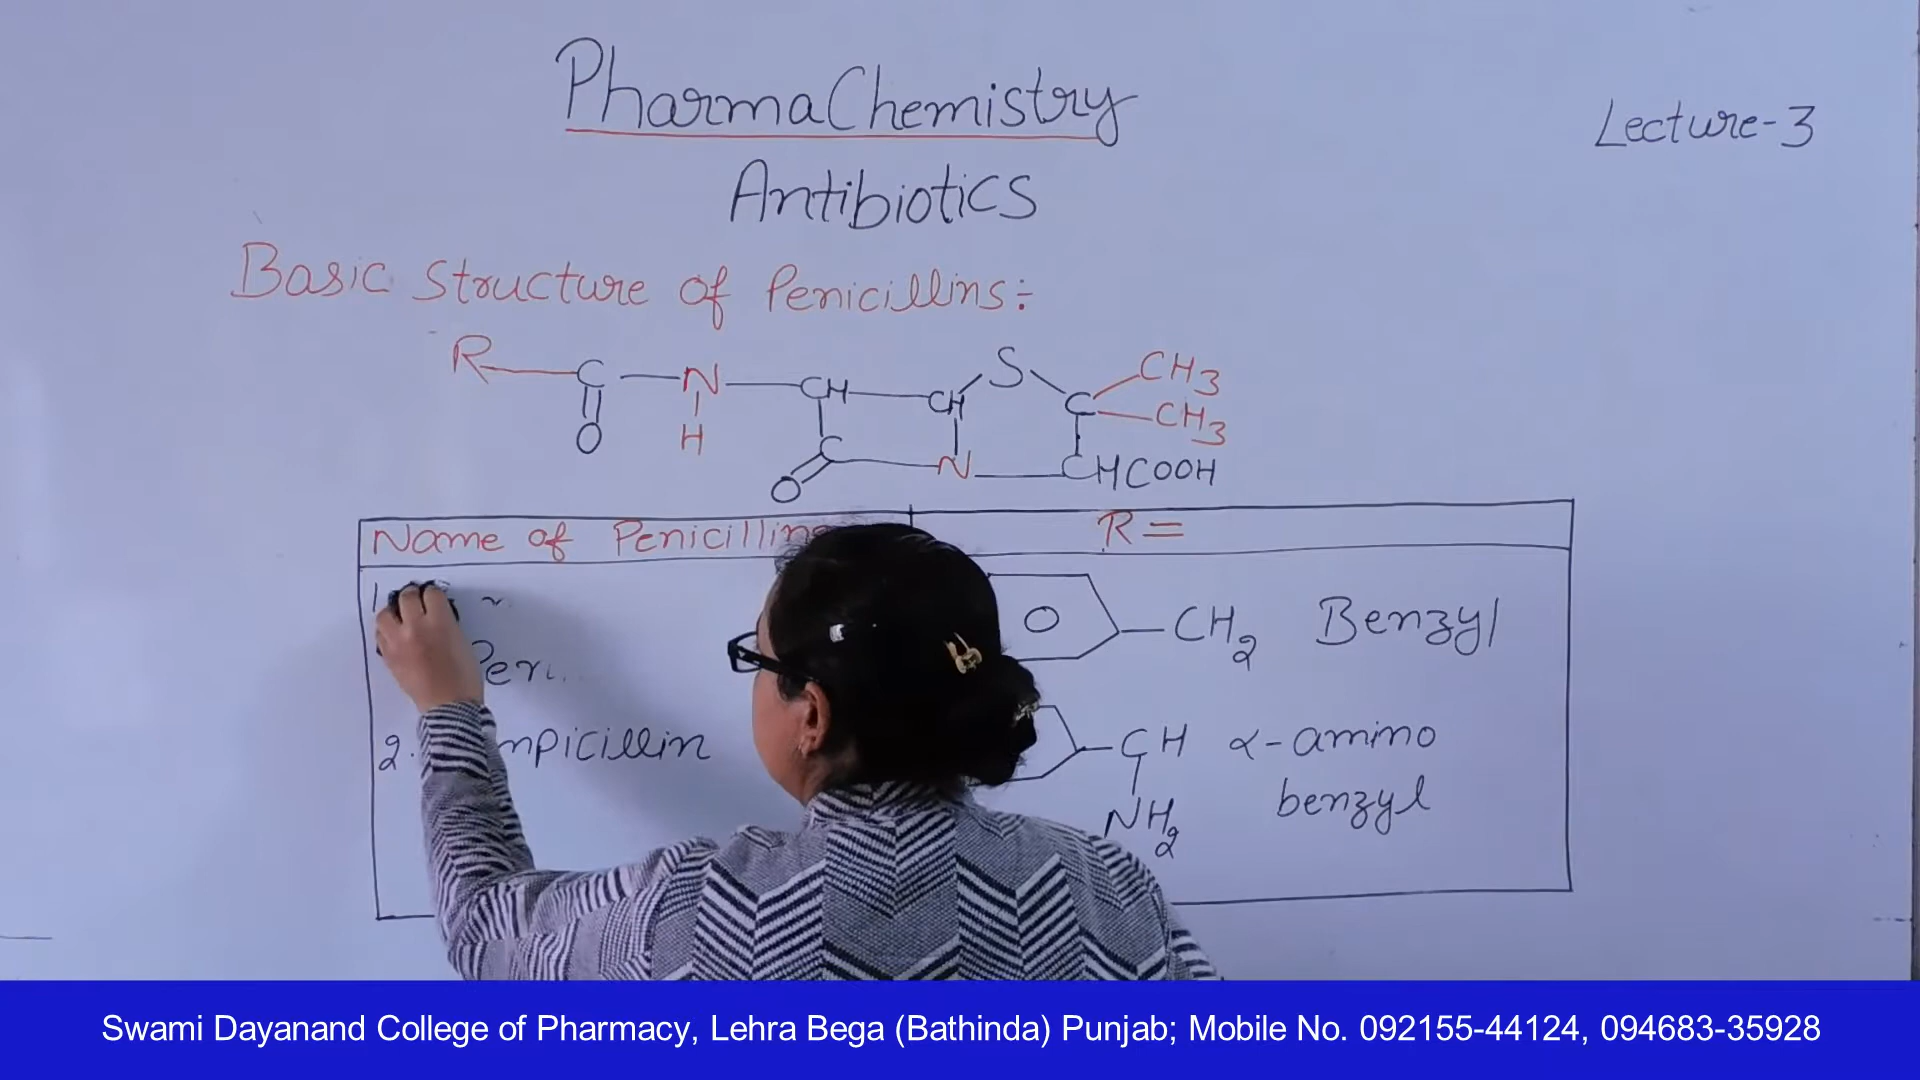 PharmaChemistry
Lecture-3
Antibiotics
Basic Structure of Penicillins:
R C N CH CH S C CH3
CH3
O H C O N CHCOOH
Name of Penicillins R =
1.
CH2 Benzyl
2. mpicillin CH α-amino
NH2 benzyl
Swami Dayanand College of Pharmacy, Lehra Bega (Bathinda) Punjab; Mobile No. 092155-44124, 094683-35928